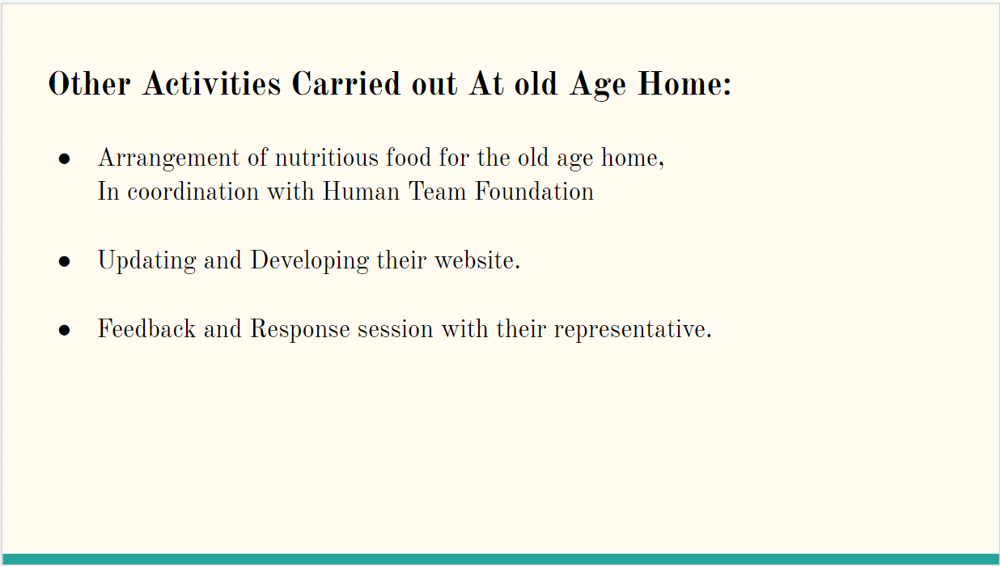 Other Activities Carried out At old Age Home:
● Arrangement of nutritious food for the old age home,
In coordination with Human Team Foundation
● Updating and Developing their website.
● Feedback and Response session with their representative.